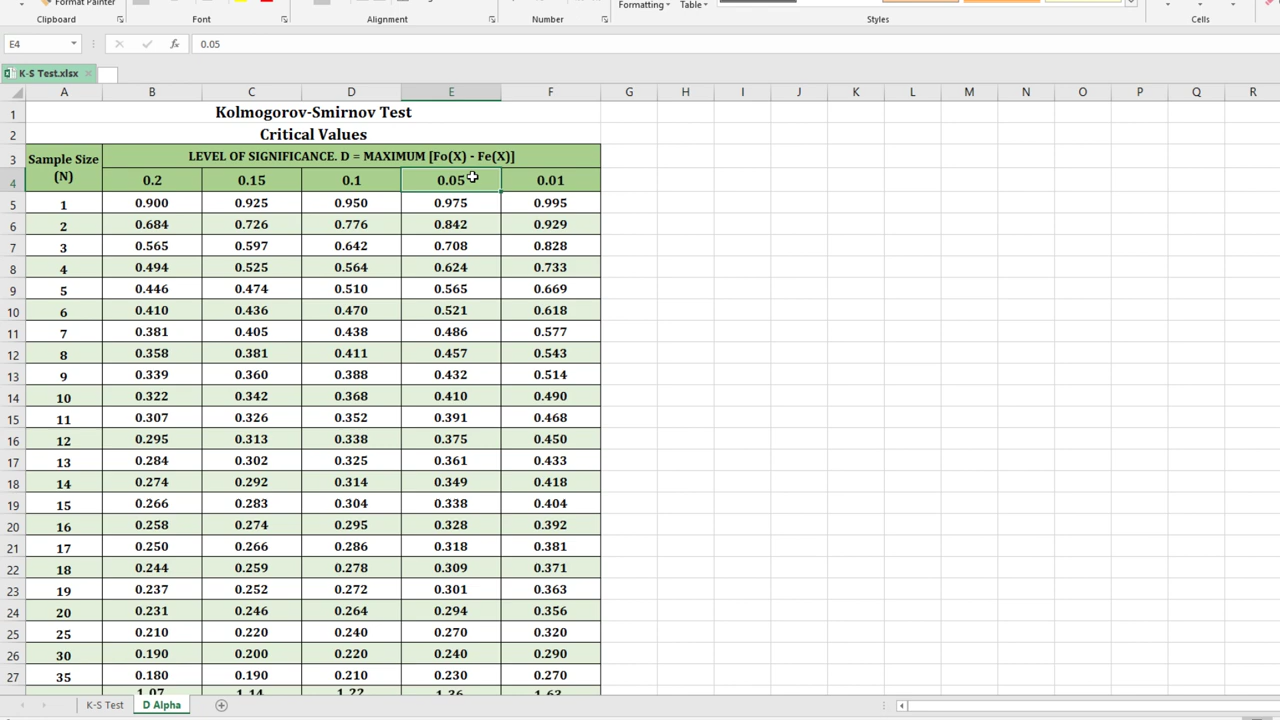 Format Painter
Formatting Table
Clipboard Font Alignment Number Styles Cells
E4 fx 0.05
K-S Test.xlsx
A B C D E F G H I J K L M N O P Q R
1 Kolmogorov-Smirnov Test
2 Critical Values
3 Sample Size (N) LEVEL OF SIGNIFICANCE. D = MAXIMUM [Fo(X) - Fe(X)]
4 0.2 0.15 0.1 0.05 0.01
5 1 0.900 0.925 0.950 0.975 0.995
6 2 0.684 0.726 0.776 0.842 0.929
7 3 0.565 0.597 0.642 0.708 0.828
8 4 0.494 0.525 0.564 0.624 0.733
9 5 0.446 0.474 0.510 0.565 0.669
10 6 0.410 0.436 0.470 0.521 0.618
11 7 0.381 0.405 0.438 0.486 0.577
12 8 0.358 0.381 0.411 0.457 0.543
13 9 0.339 0.360 0.388 0.432 0.514
14 10 0.322 0.342 0.368 0.410 0.490
15 11 0.307 0.326 0.352 0.391 0.468
16 12 0.295 0.313 0.338 0.375 0.450
17 13 0.284 0.302 0.325 0.361 0.433
18 14 0.274 0.292 0.314 0.349 0.418
19 15 0.266 0.283 0.304 0.338 0.404
20 16 0.258 0.274 0.295 0.328 0.392
21 17 0.250 0.266 0.286 0.318 0.381
22 18 0.244 0.259 0.278 0.309 0.371
23 19 0.237 0.252 0.272 0.301 0.363
24 20 0.231 0.246 0.264 0.294 0.356
25 25 0.210 0.220 0.240 0.270 0.320
26 30 0.190 0.200 0.220 0.240 0.290
27 35 0.180 0.190 0.210 0.230 0.270
1.07 1.14 1.22 1.36 1.63
K-S Test D Alpha